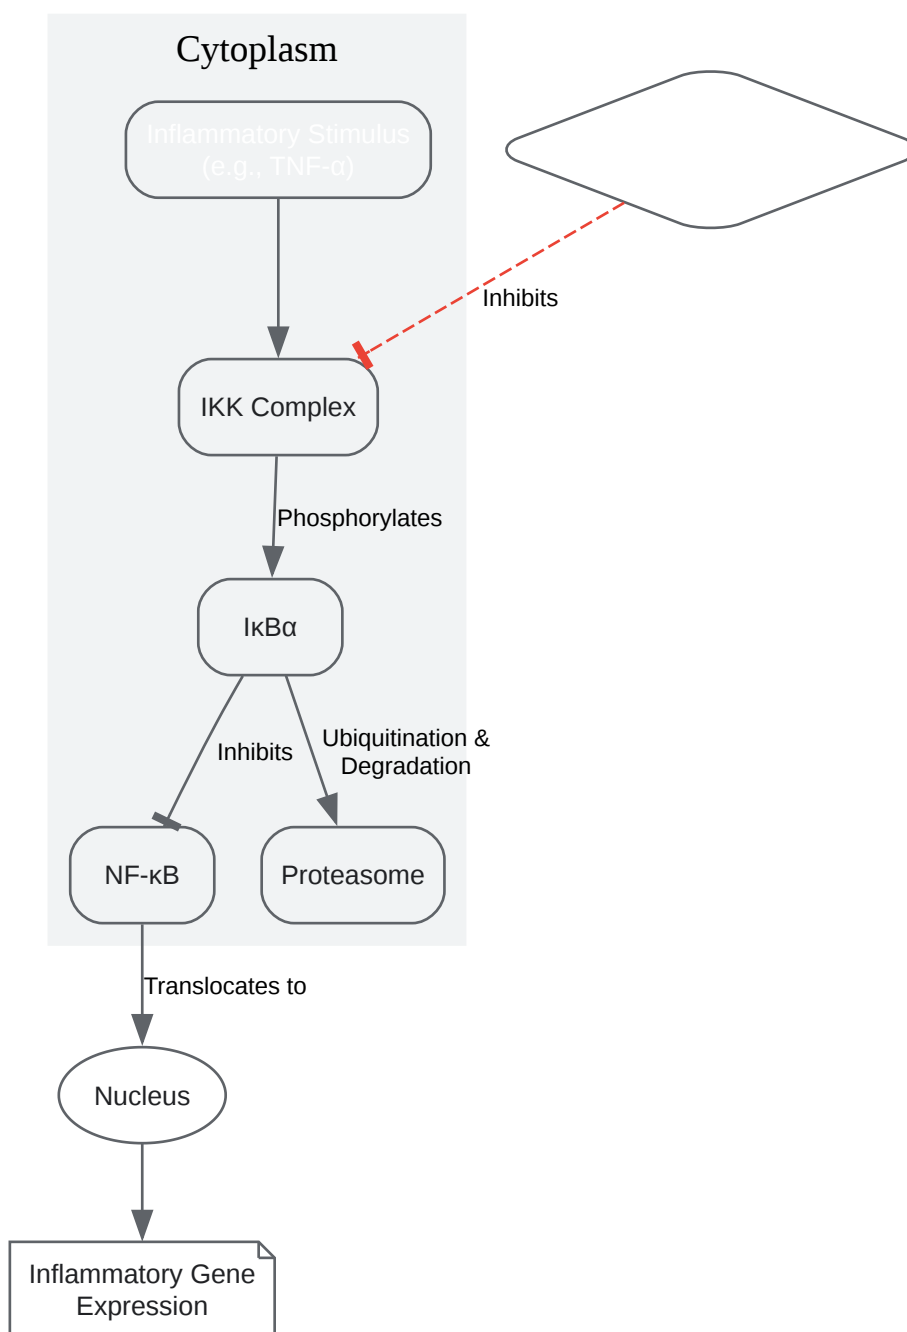 Cytoplasm
Inflammatory Stimulus
(e.g., TNF-α)
Inhibits
IKK Complex
Phosphorylates
IκBα
Inhibits
Ubiquitination &
Degradation
NF-κB
Proteasome
Translocates to
Nucleus
Inflammatory Gene
Expression